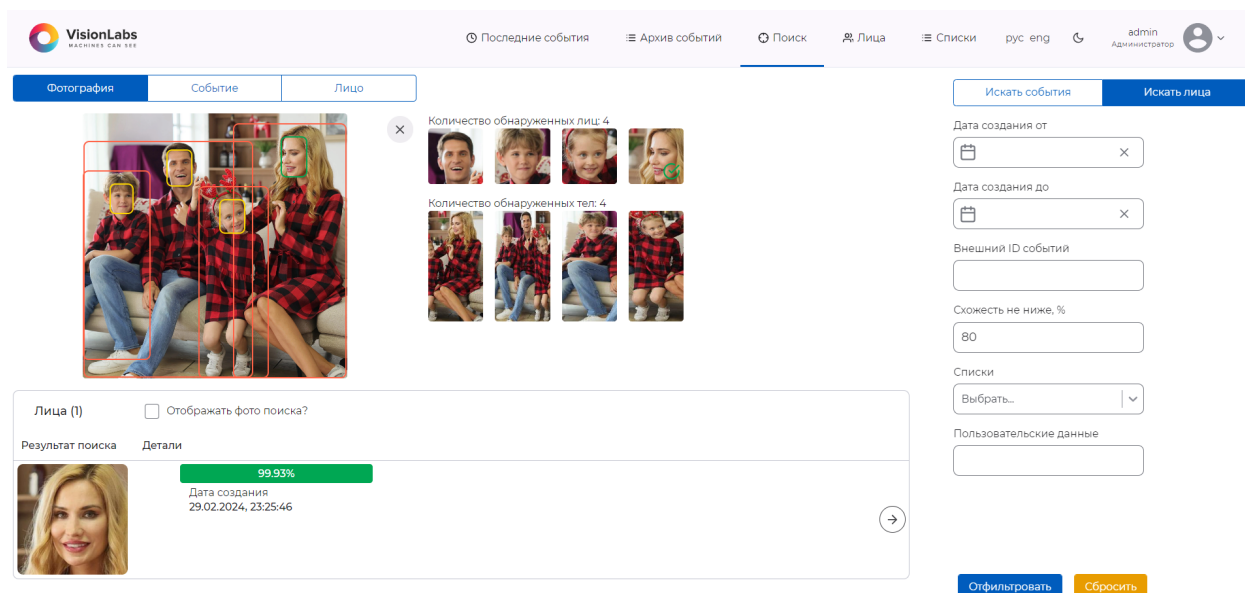 VisionLabs
MACHINES CAN SEE
Последние события
Архив событий
Поиск
Лица
Списки
рус eng
admin
Администратор
Фотография
Событие
Лицо
Количество обнаруженных лиц: 4
Количество обнаруженных тел: 4
Искать события
Искать лица
Дата создания от
Дата создания до
Внешний ID событий
Схожесть не ниже, %
80
Списки
Выбрать...
Пользовательские данные
Отфильтровать
Сбросить
Лица (1)
Отображать фото поиска?
Результат поиска
Детали
99.93%
Дата создания
29.02.2024, 23:25:46